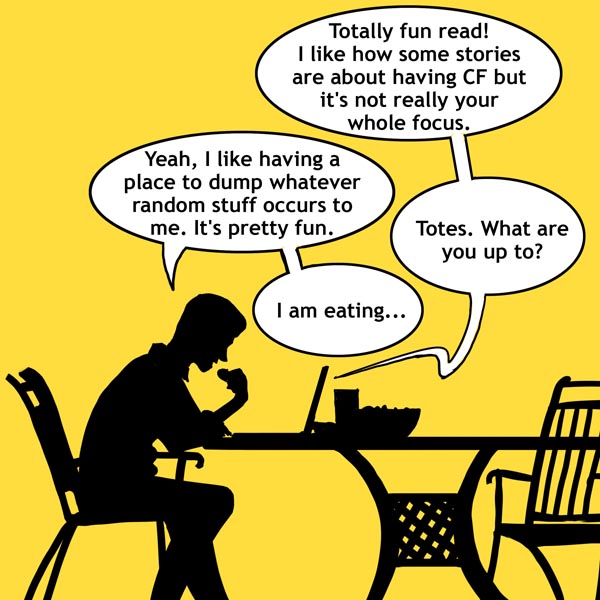 Totally fun read!
I like how some stories
are about having CF but
it's not really your
whole focus.
Yeah, I like having a
place to dump whatever
random stuff occurs to
me. It's pretty fun.
Totes. What are
you up to?
I am eating...